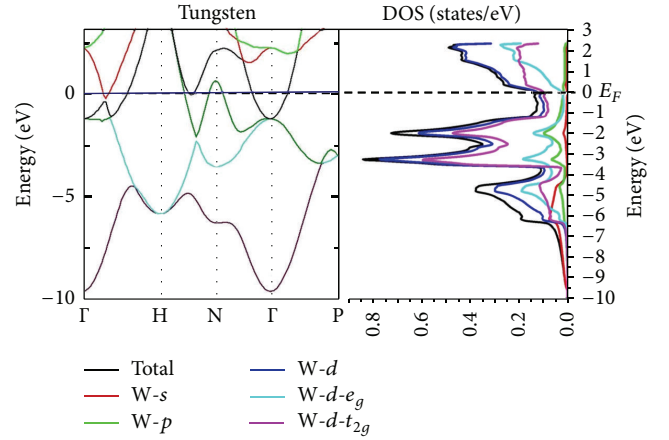 Tungsten
DOS (states/eV)
Energy (eV)
0
−5
−10
Γ H N Γ P
3
2
1
0 E_F
−1
−2
−3
−4
−5
−6
−7
−8
−9
−10
Energy (eV)
0.8 0.6 0.4 0.2 0.0
Total
W-s
W-p
W-d
W-d-e_g
W-d-t_{2g}